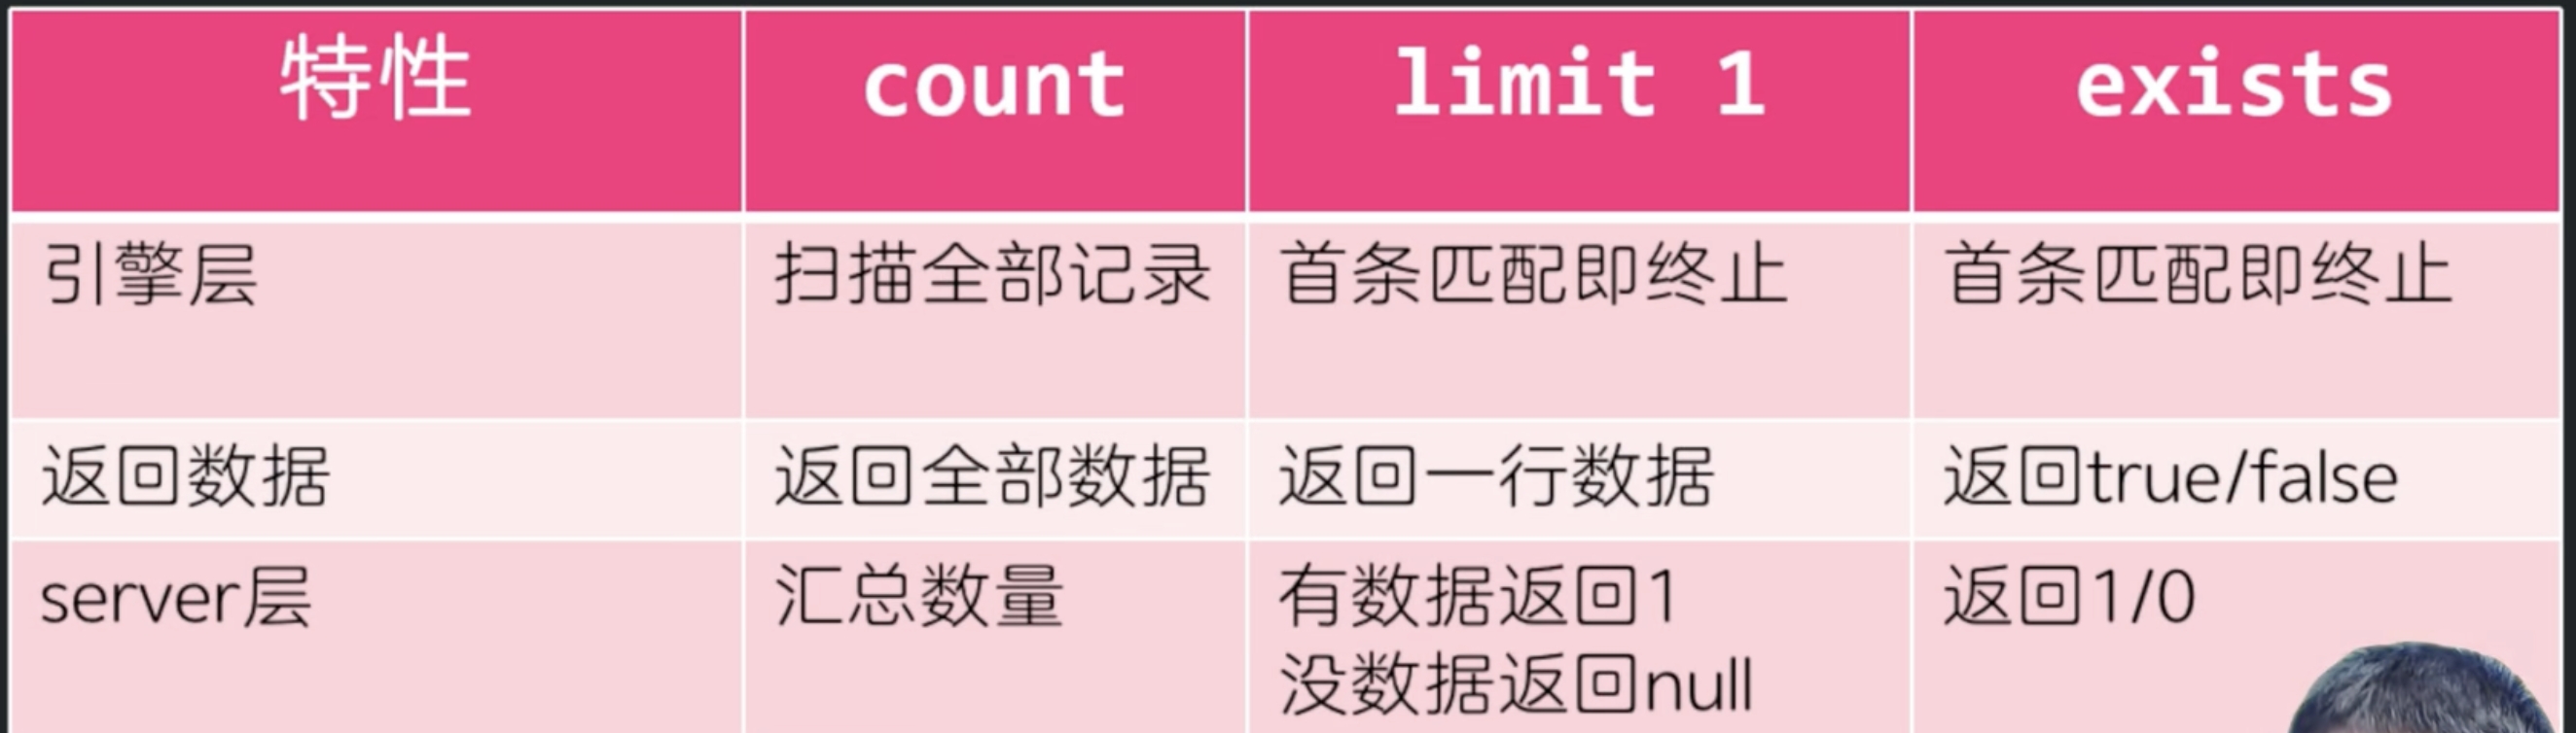 特性 count limit 1 exists
引擎层 扫描全部记录 首条匹配即终止 首条匹配即终止
返回数据 返回全部数据 返回一行数据 返回true/false
server层 汇总数量 有数据返回1 返回1/0
没数据返回null